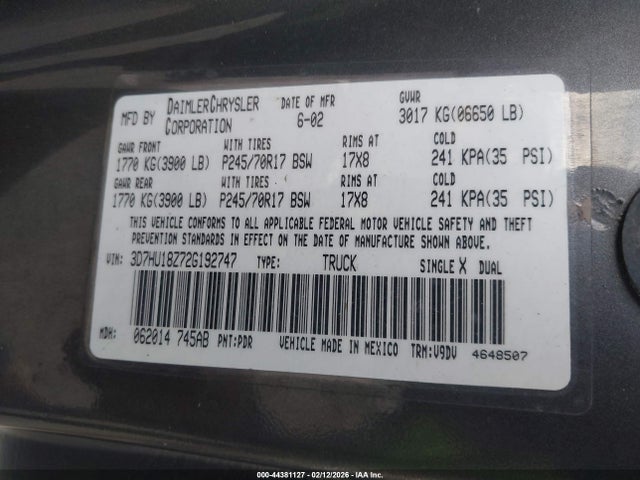 MFD BY DAIMLERCHRYSLER CORPORATION DATE OF MFR 6-02 GVWR 3017 KG(06650 LB)
GAWR FRONT WITH TIRES RIMS AT COLD
1770 KG(3900 LB) P245/70R17 BSW 17X8 241 KPA(35 PSI)
GAWR REAR WITH TIRES RIMS AT COLD
1770 KG(3900 LB) P245/70R17 BSW 17X8 241 KPA(35 PSI)
THIS VEHICLE CONFORMS TO ALL APPLICABLE FEDERAL MOTOR VEHICLE SAFETY AND THEFT
PREVENTION STANDARDS IN EFFECT ON THE DATE OF MANUFACTURE SHOWN ABOVE.
VIN: 3D7HU18Z72G192747 TYPE: TRUCK SINGLE X DUAL
MDH: 062014 745AB PNT:PDR VEHICLE MADE IN MEXICO TRM:V9DV 4648507
000-44381127 - 02/12/2026 - IAAC